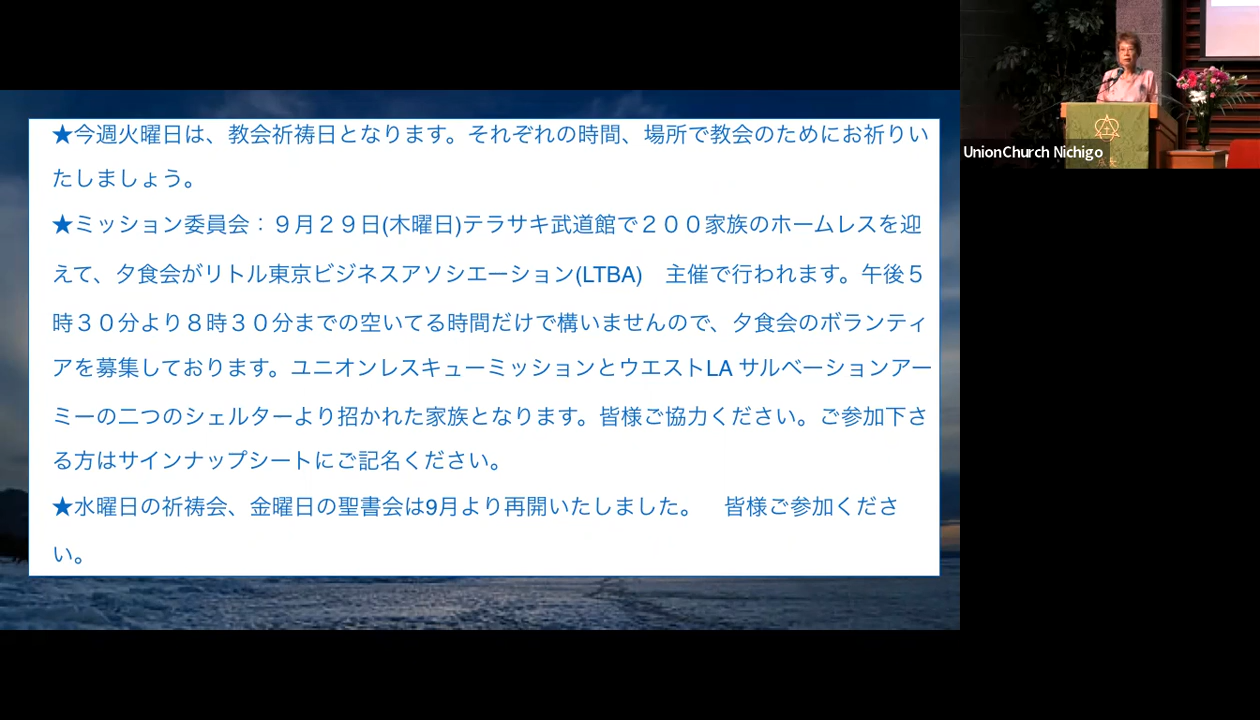 ★今週火曜日は、教会祈祷日となります。それぞれの時間、場所で教会のためにお祈りい
たしましょう。
★ミッション委員会：９月２９日(木曜日)テラサキ武道館で２００家族のホームレスを迎
えて、夕食会がリトル東京ビジネスアソシエーション(LTBA)　主催で行われます。午後５
時３０分より８時３０分までの空いてる時間だけで構いませんので、夕食会のボランティ
アを募集しております。ユニオンレスキューミッションとウエストLA サルベーションアー
ミーの二つのシェルターより招かれた家族となります。皆様ご協力ください。ご参加下さ
る方はサインナップシートにご記名ください。
★水曜日の祈祷会、金曜日の聖書会は9月より再開いたしました。　皆様ご参加くださ
い。
UnionChurch Nichigo